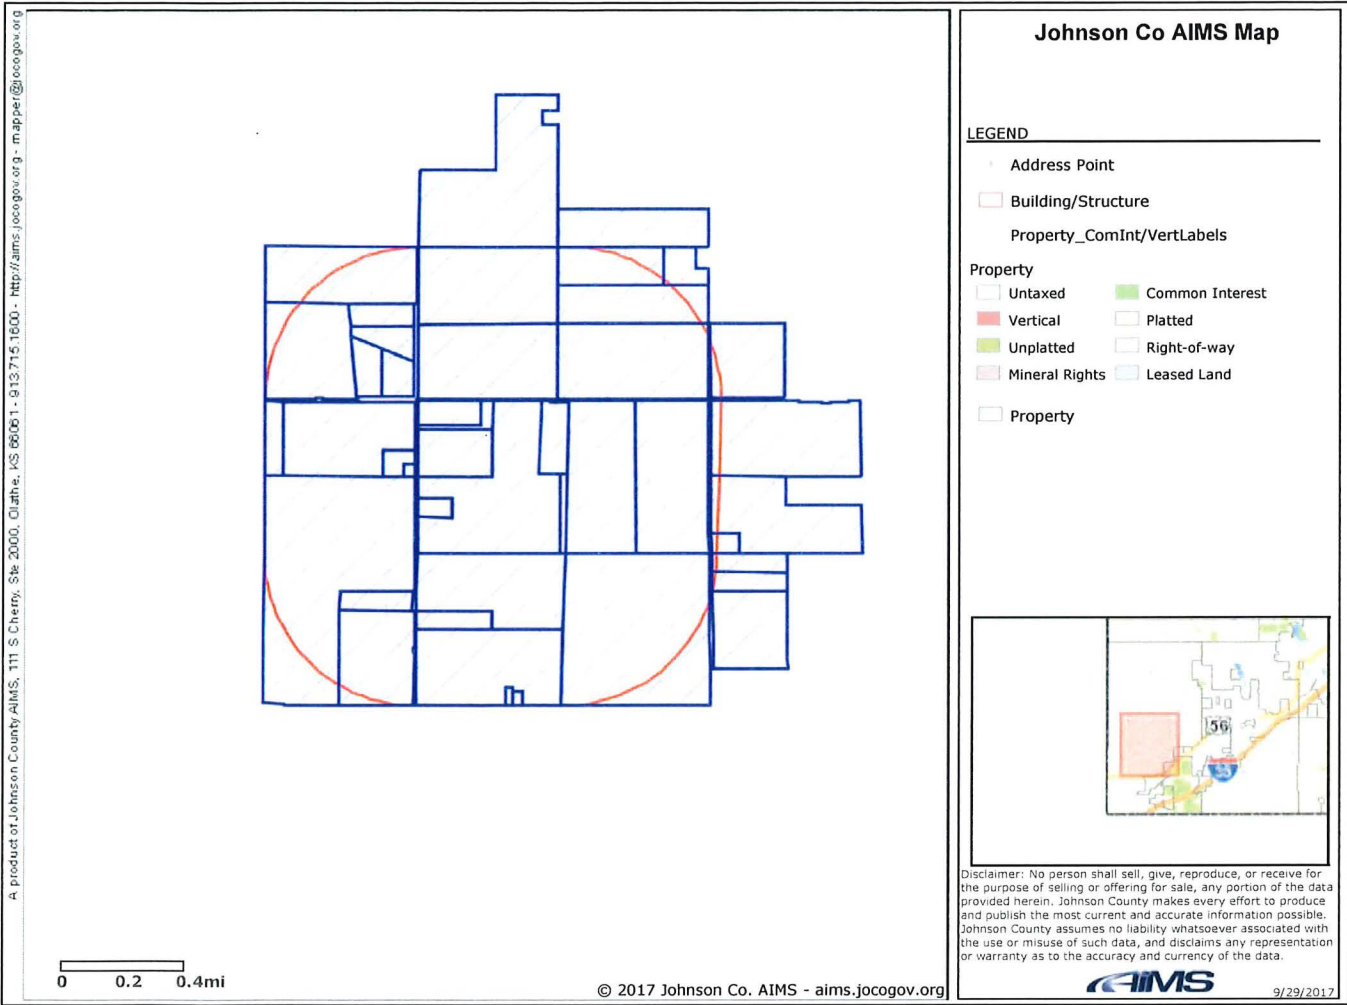 A product of Johnson County AIMS, 111 S Cherry, Ste 2000, Olathe, KS 66061 - 913.715.1600 - http://aims.jocogov.org - mapper@jocogov.org
Johnson Co AIMS Map
LEGEND
Address Point
Building/Structure
Property_ComInt/VertLabels
Property
Untaxed
Common Interest
Vertical
Platted
Unplatted
Right-of-way
Mineral Rights
Leased Land
Property
56
35
Disclaimer: No person shall sell, give, reproduce, or receive for
the purpose of selling or offering for sale, any portion of the data
provided herein. Johnson County makes every effort to produce
and publish the most current and accurate information possible.
Johnson County assumes no liability whatsoever associated with
the use or misuse of such data, and disclaims any representation
or warranty as to the accuracy and currency of the data.
0 0.2 0.4mi
© 2017 Johnson Co. AIMS - aims.jocogov.org
AIMS
9/29/2017